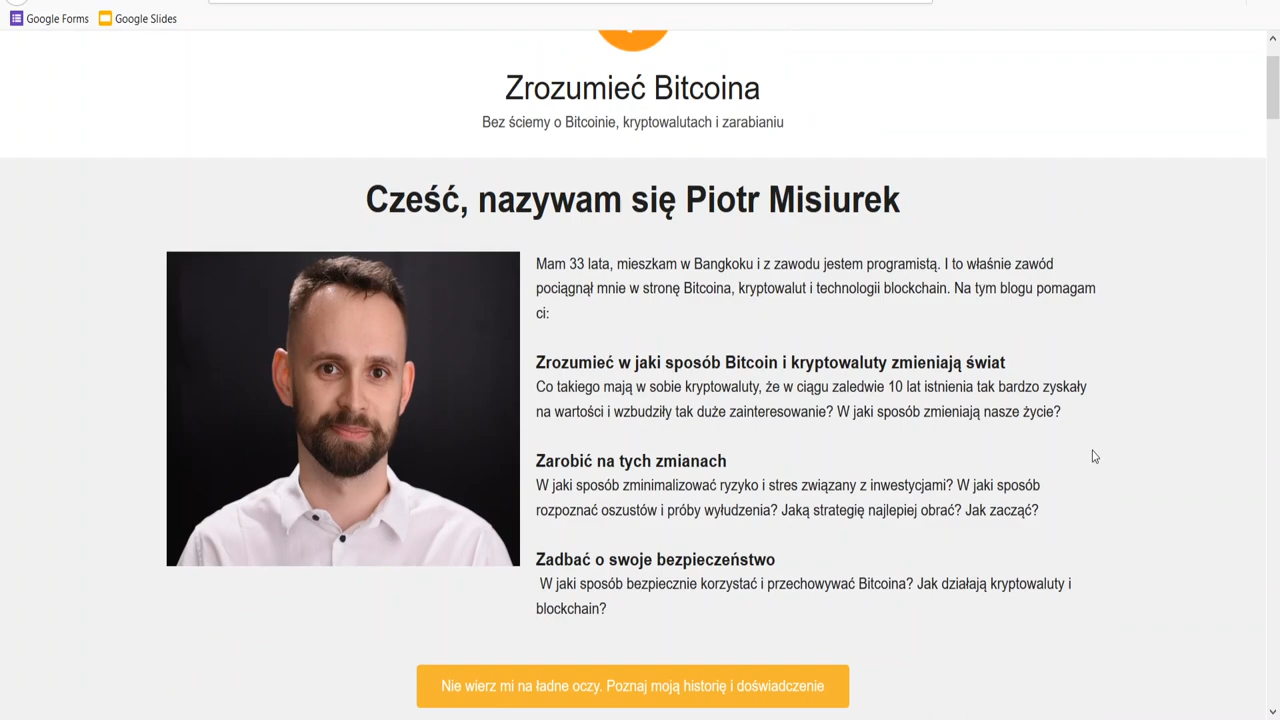 Google Forms
Google Slides
Zrozumieć Bitcoina
Bez ściemy o Bitcoinie, kryptowalutach i zarabianiu
Cześć, nazywam się Piotr Misiurek
Mam 33 lata, mieszkam w Bangkoku i z zawodu jestem programistą. I to właśnie zawód
pociągnął mnie w stronę Bitcoina, kryptowalut i technologii blockchain. Na tym blogu pomagam
ci:
Zrozumieć w jaki sposób Bitcoin i kryptowaluty zmieniają świat
Co takiego mają w sobie kryptowaluty, że w ciągu zaledwie 10 lat istnienia tak bardzo zyskały
na wartości i wzbudziły tak duże zainteresowanie? W jaki sposób zmieniają nasze życie?
Zarobić na tych zmianach
W jaki sposób zminimalizować ryzyko i stres związany z inwestycjami? W jaki sposób
rozpoznać oszustów i próby wyłudzenia? Jaką strategię najlepiej obrać? Jak zacząć?
Zadbać o swoje bezpieczeństwo
W jaki sposób bezpiecznie korzystać i przechowywać Bitcoina? Jak działają kryptowaluty i
blockchain?
Nie wierz mi na ładne oczy. Poznaj moją historię i doświadczenie